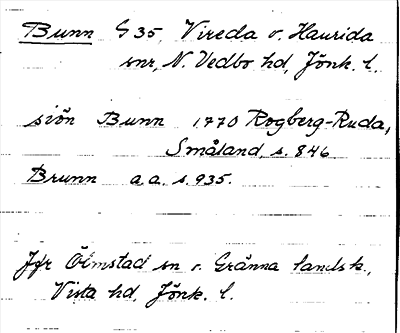 Bunn G 35 Vireda o. Haurida
snr, N. Vedbo hd, Jönk. l.
sjön Bunn 1770 Rogberg-Ruda,
Småland, s. 846
Brunn a.a. s. 935.
Jfr Ölmstad sn o. Gränna landsk.,
Vista hd, Jönk. l.